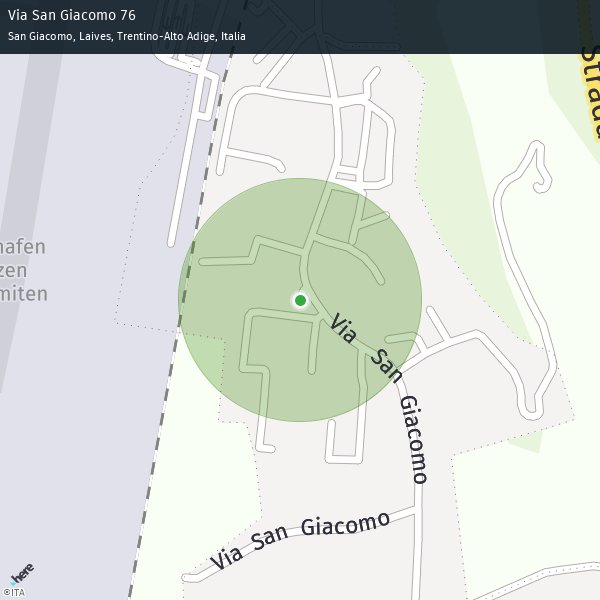 Via San Giacomo 76
San Giacomo, Laives, Trentino-Alto Adige, Italia
Strada
hafen
zen
miten
Via San Giacomo
Via San Giacomo
here
©ITA